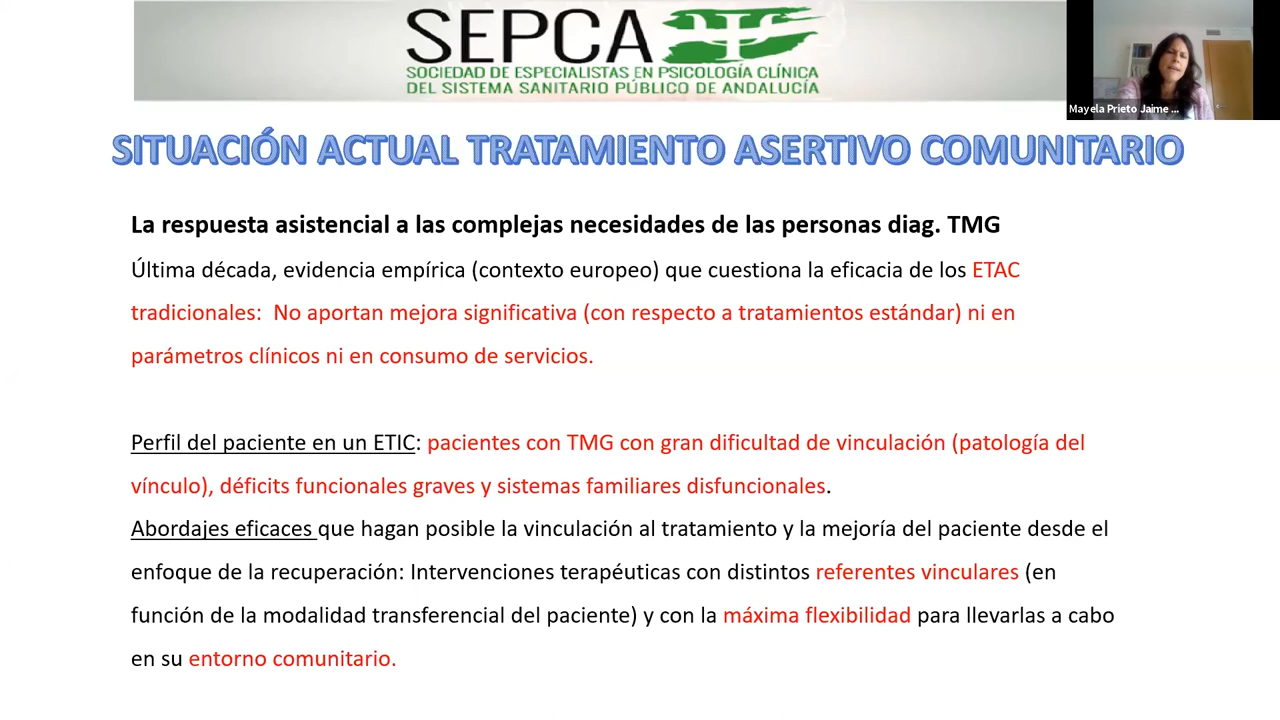 SEPCA
SOCIEDAD DE ESPECIALISTAS EN PSICOLOGÍA CLÍNICA
DEL SISTEMA SANITARIO PÚBLICO DE ANDALUCÍA
Mayela Prieto Jaime ...
SITUACIÓN ACTUAL TRATAMIENTO ASERTIVO COMUNITARIO
La respuesta asistencial a las complejas necesidades de las personas diag. TMG
Última década, evidencia empírica (contexto europeo) que cuestiona la eficacia de los ETAC
tradicionales: No aportan mejora significativa (con respecto a tratamientos estándar) ni en
parámetros clínicos ni en consumo de servicios.
Perfil del paciente en un ETIC: pacientes con TMG con gran dificultad de vinculación (patología del
vínculo), déficits funcionales graves y sistemas familiares disfuncionales.
Abordajes eficaces que hagan posible la vinculación al tratamiento y la mejoría del paciente desde el
enfoque de la recuperación: Intervenciones terapéuticas con distintos referentes vinculares (en
función de la modalidad transferencial del paciente) y con la máxima flexibilidad para llevarlas a cabo
en su entorno comunitario.